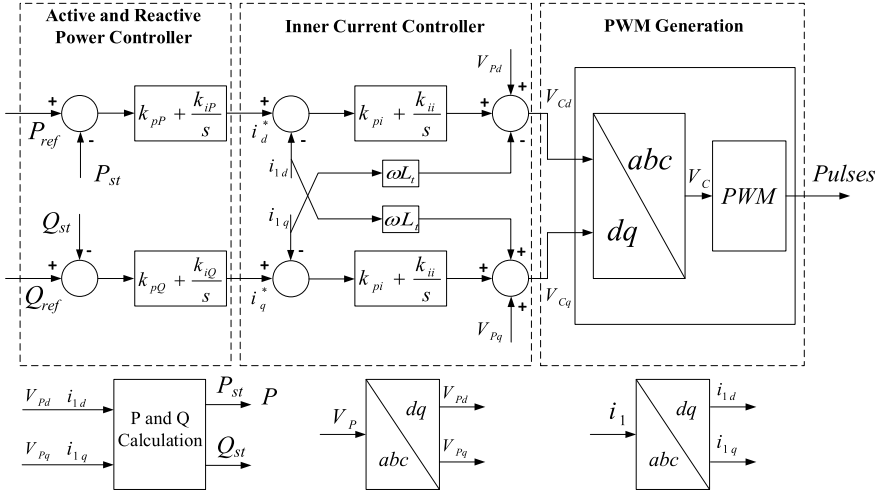 Active and Reactive
Power Controller
Inner Current Controller
PWM Generation
+
P_ref
-
P_st
k_pP + k_iP/s
+
i_d^*
-
i_1d
k_pi + k_ii/s
V_Pd
+
+
-
V_Cd
ωL_t
i_1q
ωL_t
Q_st
-
+
Q_ref
k_pQ + k_iQ/s
+
i_q^*
-
k_pi + k_ii/s
+
+
+
V_Pq
V_Cq
abc
dq
V_C
PWM
Pulses
V_Pd i_1d
V_Pq i_1q
P and Q
Calculation
P_st P
Q_st
V_P
dq
abc
V_Pd
V_Pq
i_1
dq
abc
i_1d
i_1q